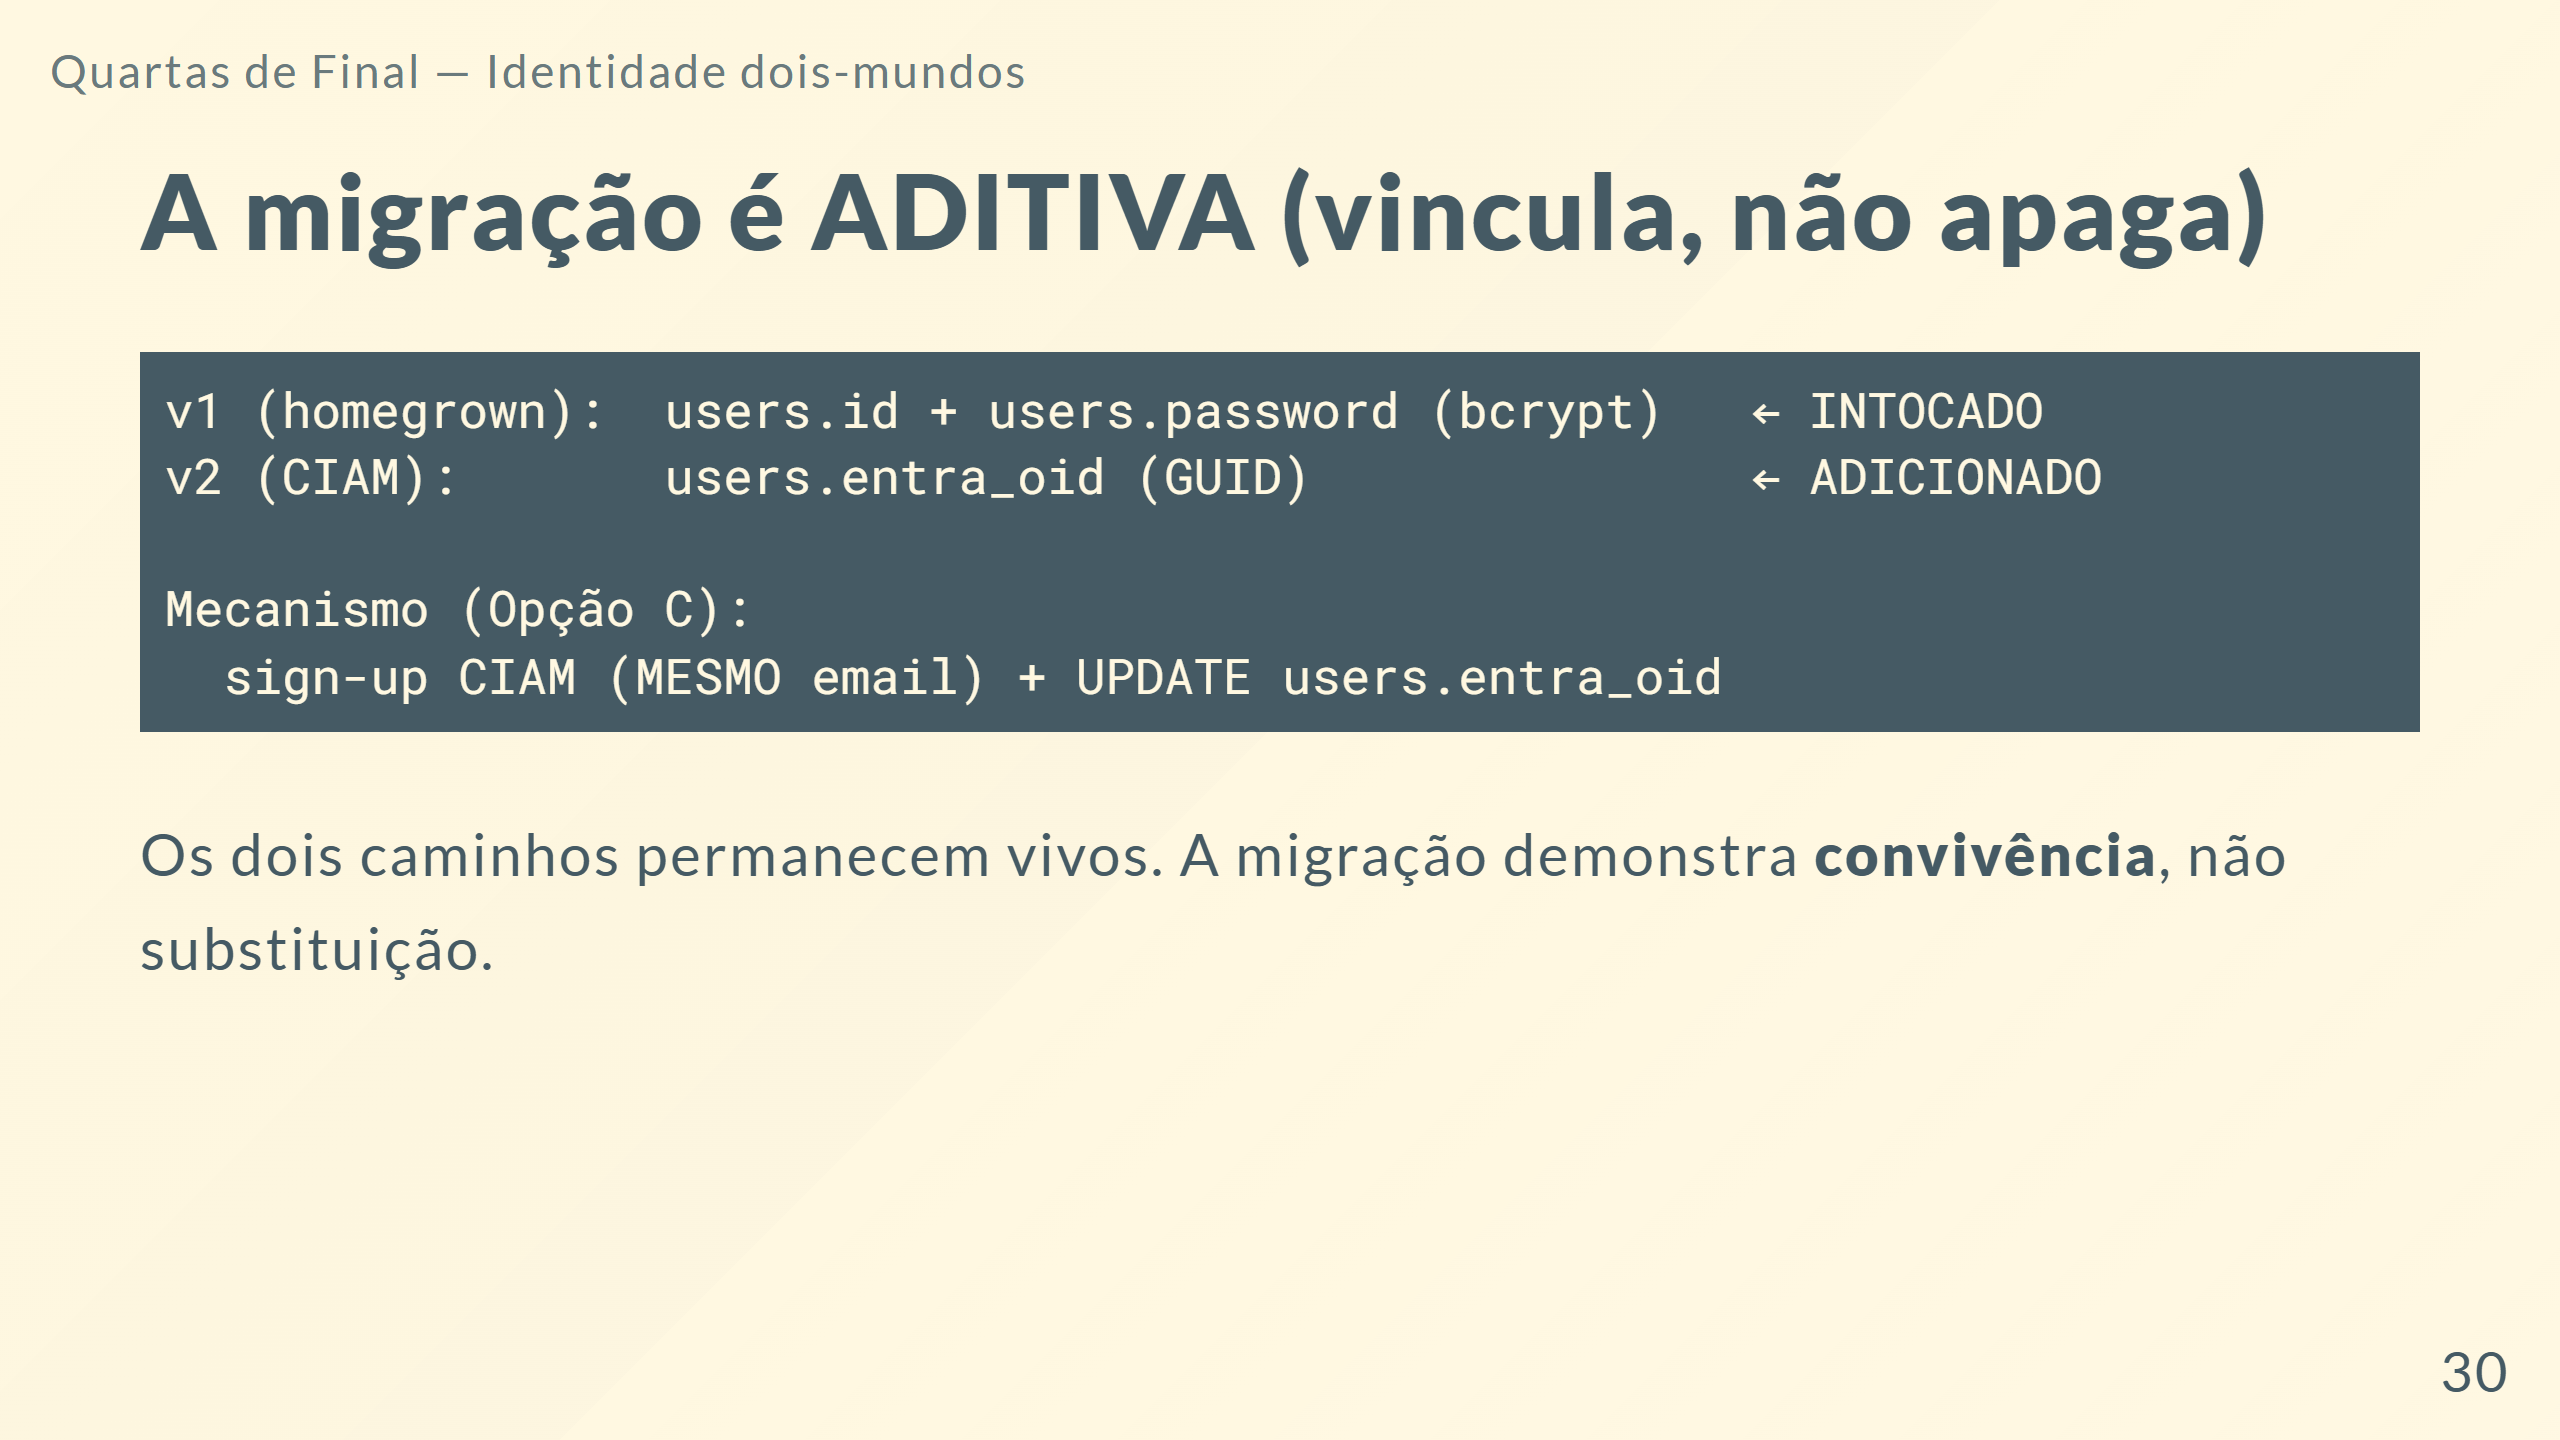 Quartas de Final — Identidade dois-mundos
A migração é ADITIVA (vincula, não apaga)
v1 (homegrown):  users.id + users.password (bcrypt)   ← INTOCADO
v2 (CIAM):       users.entra_oid (GUID)               ← ADICIONADO
Mecanismo (Opção C):
  sign-up CIAM (MESMO email) + UPDATE users.entra_oid
Os dois caminhos permanecem vivos. A migração demonstra convivência, não
substituição.
30